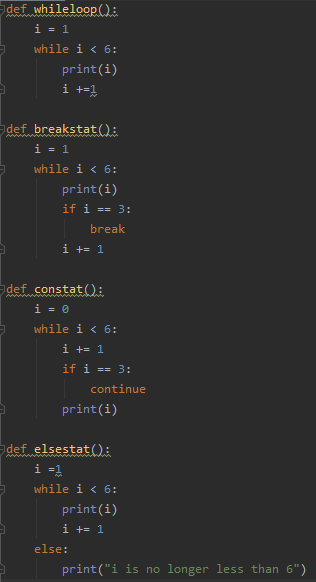 def whileloop():
    i = 1
    while i < 6:
        print(i)
        i +=1
def breakstat():
    i = 1
    while i < 6:
        print(i)
        if i == 3:
            break
        i += 1
def constat():
    i = 0
    while i < 6:
        i += 1
        if i == 3:
            continue
        print(i)
def elsestat():
    i =1
    while i < 6:
        print(i)
        i += 1
    else:
        print("i is no longer less than 6")